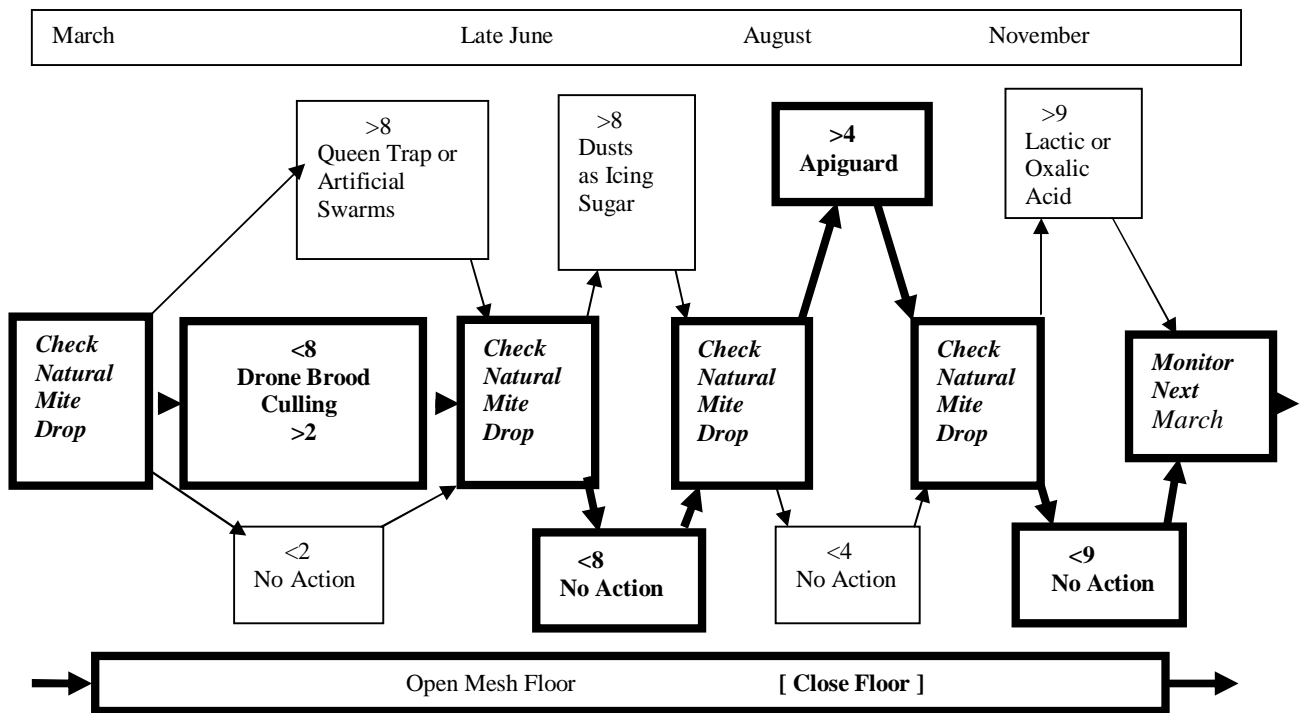 March Late June August November
>8
Queen Trap or
Artificial
Swarms
>8
Dusts
as Icing
Sugar
>4
Apiguard
>9
Lactic or
Oxalic
Acid
Check
Natural
Mite
Drop
<8
Drone Brood
Culling
>2
Check
Natural
Mite
Drop
Check
Natural
Mite
Drop
Check
Natural
Mite
Drop
Monitor
Next
March
<2
No Action
<8
No Action
<4
No Action
<9
No Action
Open Mesh Floor [ Close Floor ]